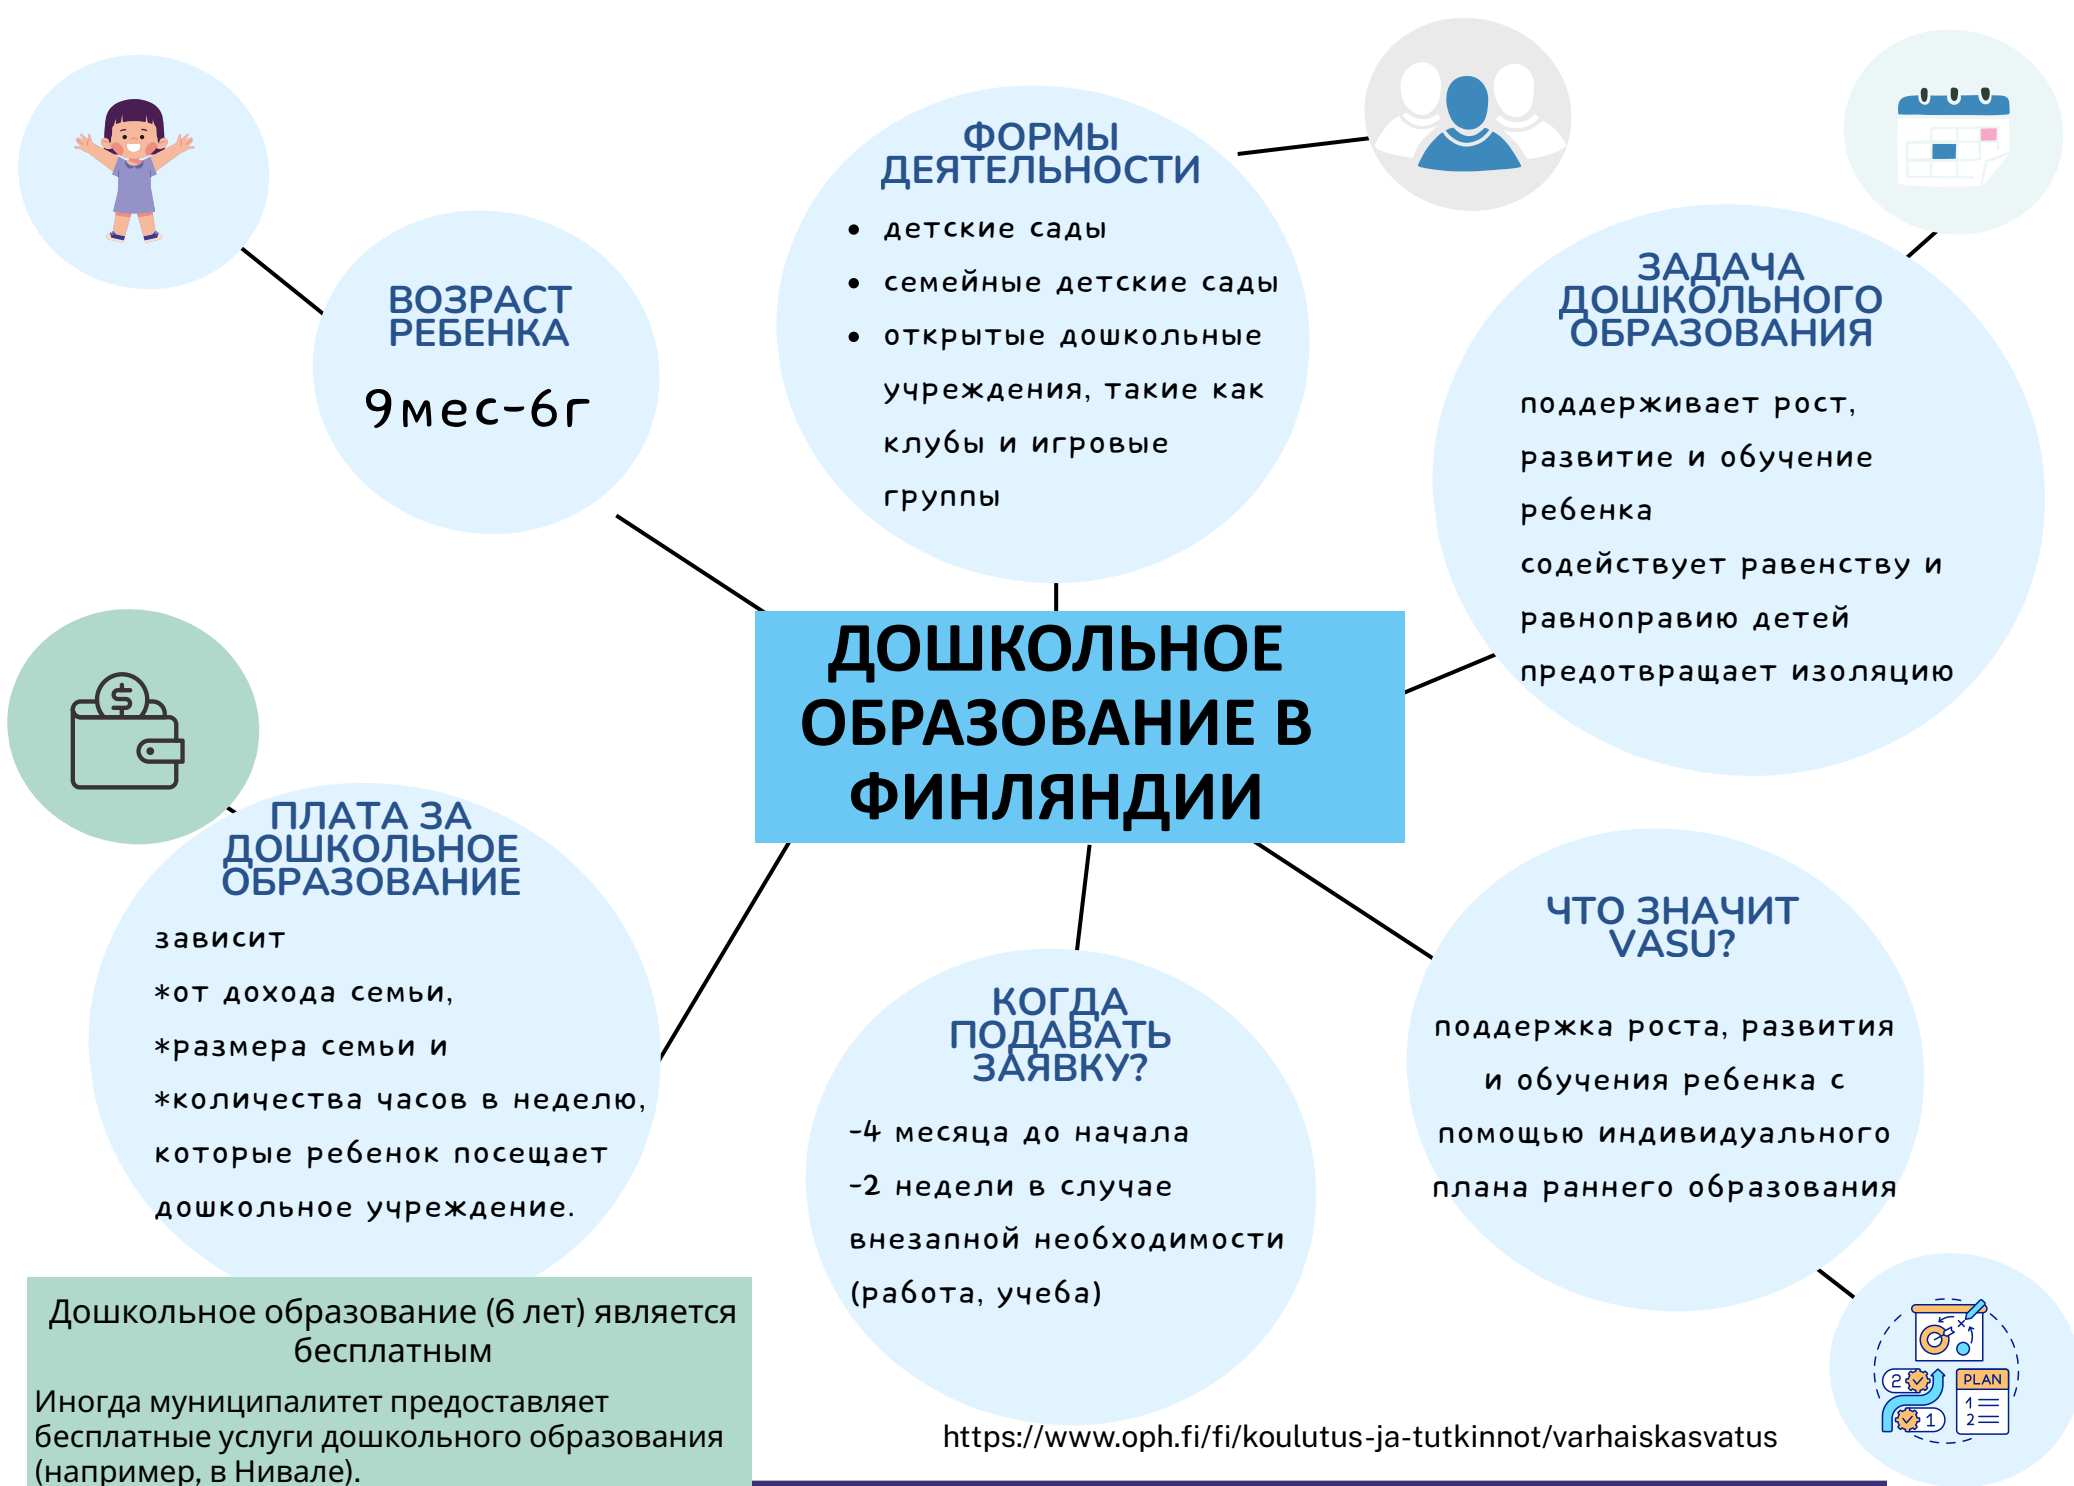 ВОЗРАСТ
РЕБЕНКА
9мес-6г
ФОРМЫ
ДЕЯТЕЛЬНОСТИ
• детские сады
• семейные детские сады
• открытые дошкольные
учреждения, такие как
клубы и игровые
группы
ЗАДАЧА
ДОШКОЛЬНОГО
ОБРАЗОВАНИЯ
поддерживает рост,
развитие и обучение
ребенка
содействует равенству и
равноправию детей
предотвращает изоляцию
ДОШКОЛЬНОЕ
ОБРАЗОВАНИЕ В
ФИНЛЯНДИИ
$
ПЛАТА ЗА
ДОШКОЛЬНОЕ
ОБРАЗОВАНИЕ
зависит
*от дохода семьи,
*размера семьи и
*количества часов в неделю,
которые ребенок посещает
дошкольное учреждение.
Дошкольное образование (6 лет) является
бесплатным
Иногда муниципалитет предоставляет
бесплатные услуги дошкольного образования
(например, в Нивале).
КОГДА
ПОДАВАТЬ
ЗАЯВКУ?
-4 месяца до начала
-2 недели в случае
внезапной необходимости
(работа, учеба)
ЧТО ЗНАЧИТ
VASU?
поддержка роста, развития
и обучения ребенка с
помощью индивидуального
плана раннего образования
2
1
PLAN
1
2
https://www.oph.fi/fi/koulutus-ja-tutkinnot/varhaiskasvatus